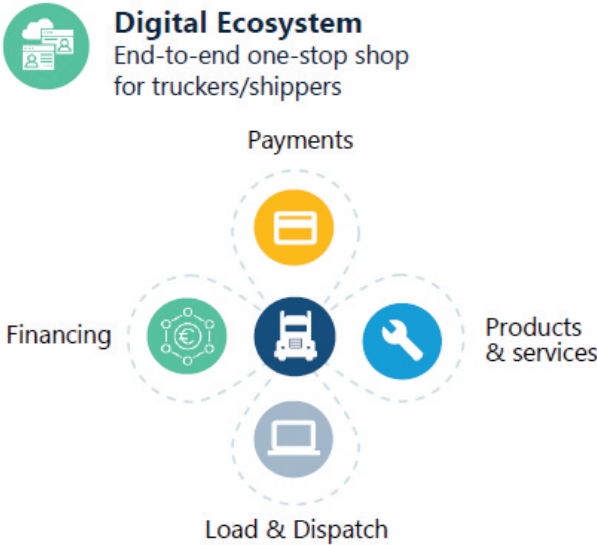 Digital Ecosystem
End-to-end one-stop shop
for truckers/shippers
Payments
Financing
€
Products
& services
Load & Dispatch